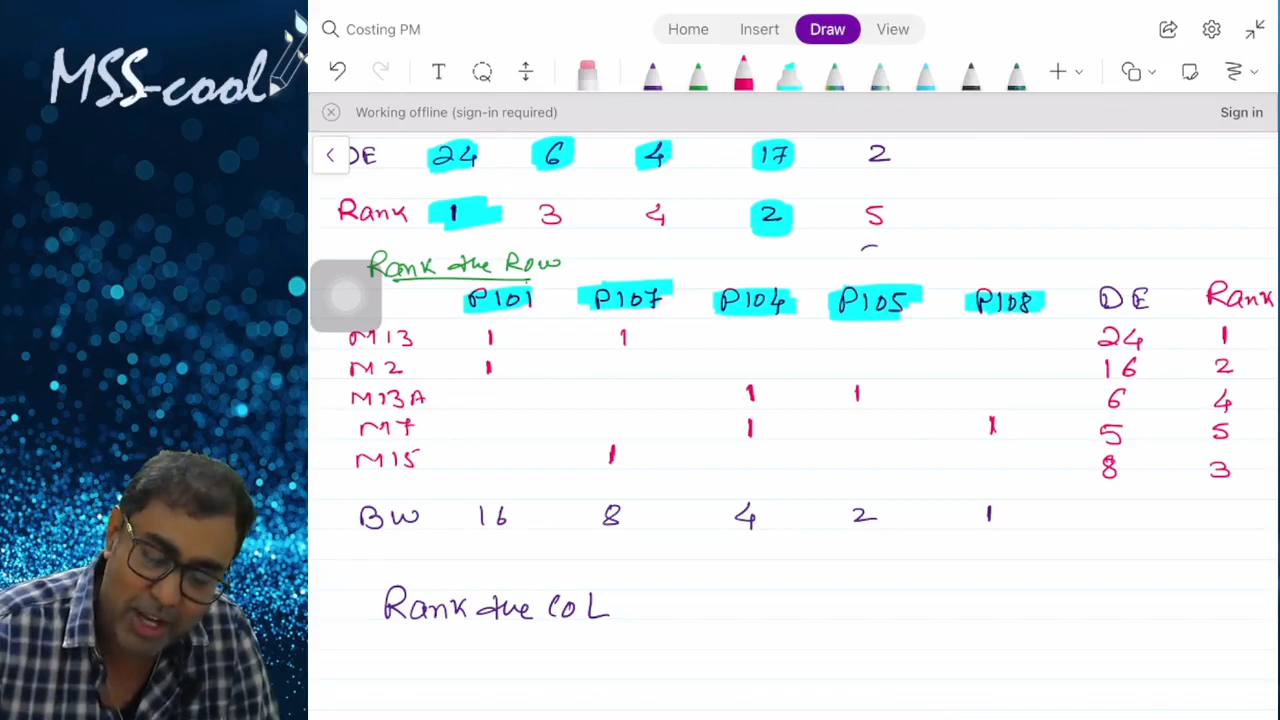 MSS-cool
Costing PM
Home Insert Draw View
Working offline (sign-in required) Sign in
DE 24 6 4 17 2
Rank 1 3 4 2 5
Rank the Row
P101 P107 P104 P105 P108 DE Rank
M13 1 1 24 1
M2 1 16 2
M13A 1 1 6 4
M7 1 1 5 5
M15 1 8 3
BW 16 8 4 2 1
Rank the COL